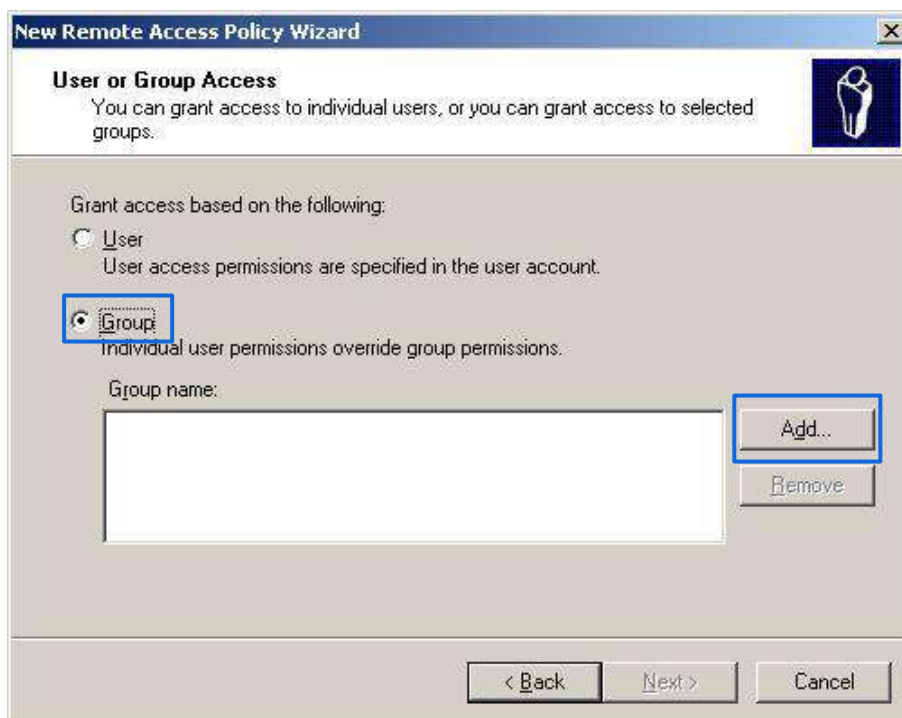 New Remote Access Policy Wizard
User or Group Access
You can grant access to individual users, or you can grant access to selected
groups.
Grant access based on the following:
User
User access permissions are specified in the user account.
Group
Individual user permissions override group permissions.
Group name:
Add...
Remove
< Back
Next >
Cancel